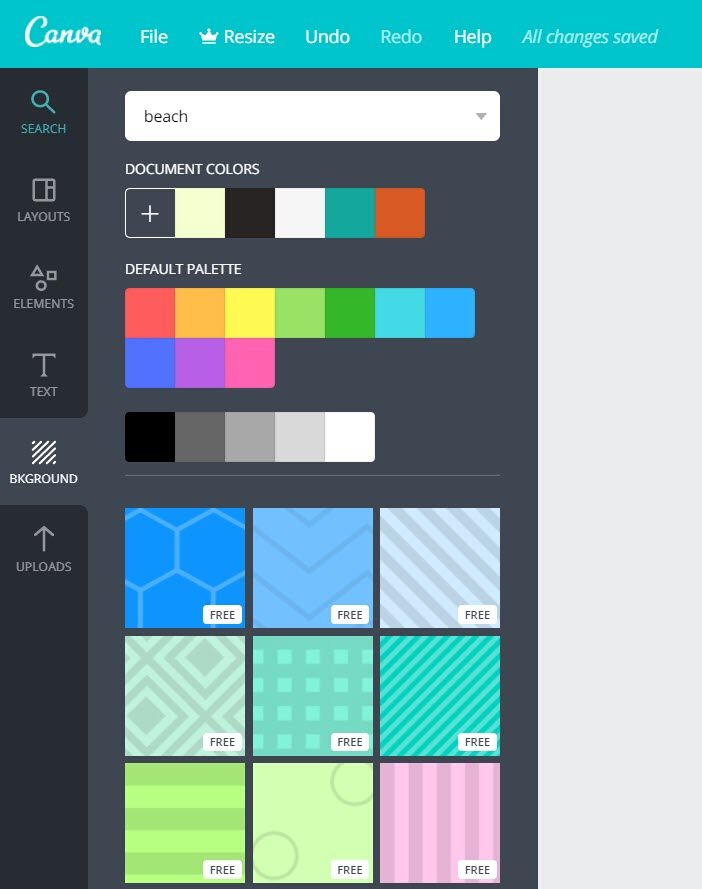 Canva File Resize Undo Redo Help All changes saved
SEARCH
LAYOUTS
ELEMENTS
TEXT
BKGROUND
UPLOADS
beach
DOCUMENT COLORS
DEFAULT PALETTE
FREE FREE FREE
FREE FREE FREE
FREE FREE FREE